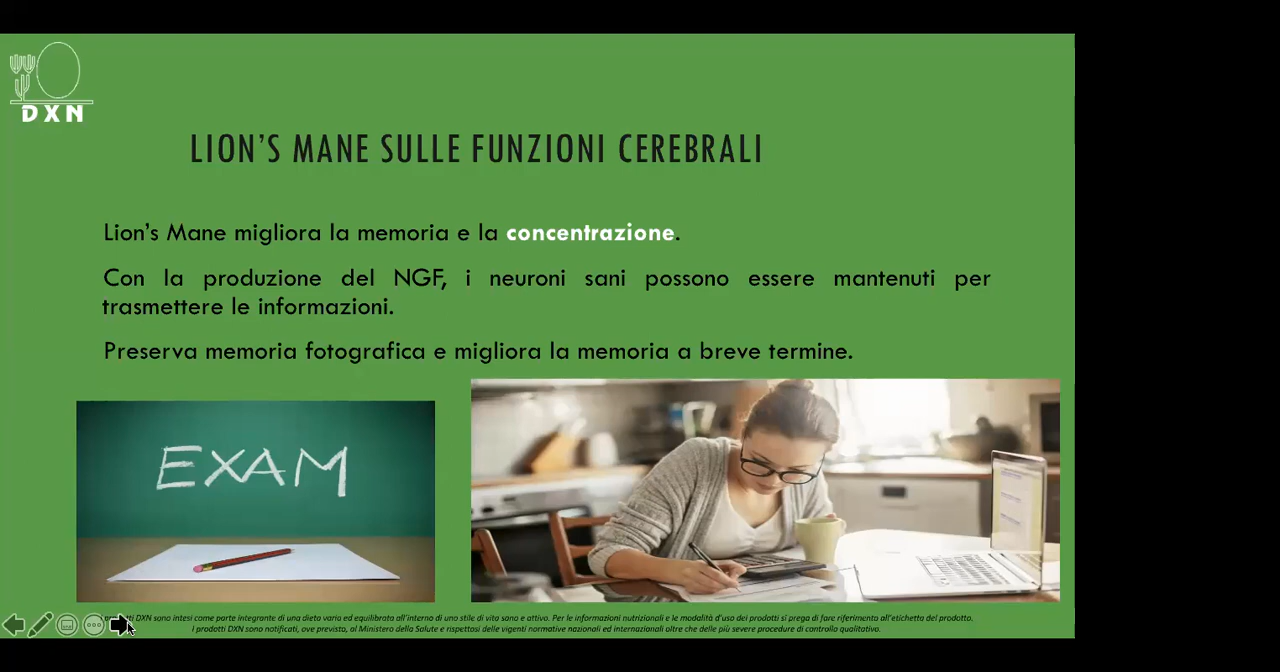 DXN
LION'S MANE SULLE FUNZIONI CEREBRALI
Lion's Mane migliora la memoria e la concentrazione.
Con la produzione del NGF, i neuroni sani possono essere mantenuti per
trasmettere le informazioni.
Preserva memoria fotografica e migliora la memoria a breve termine.
EXAM
DXN sono intesi come parte integrante di una dieta varia ed equilibrata all'interno di uno stile di vita sano e attivo. Per le informazioni nutrizionali e le modalità d'uso dei prodotti si prega di fare riferimento all'etichetta del prodotto.
I prodotti DXN sono notificati, ove previsto, al Ministero della Salute e rispettosi delle vigenti normative nazionali ed internazionali oltre che delle più severe procedure di controllo qualitativo.